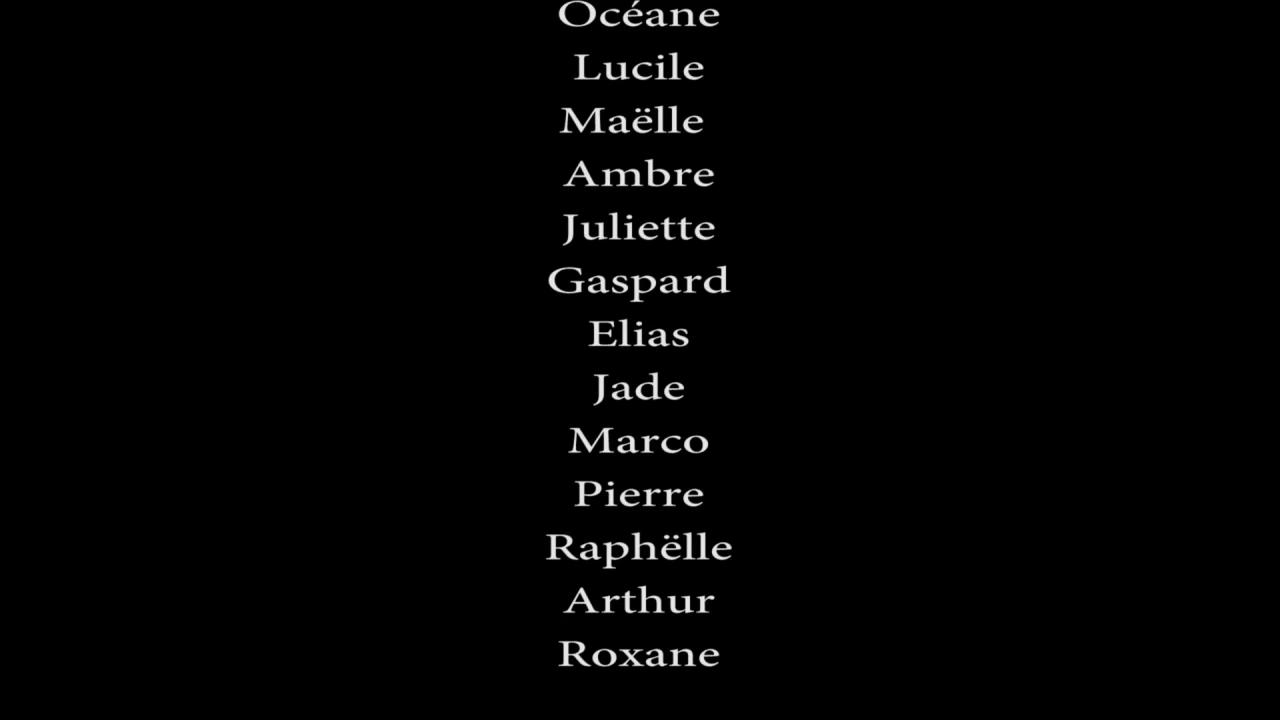 Océane
Lucile
Maëlle
Ambre
Juliette
Gaspard
Elias
Jade
Marco
Pierre
Raphëlle
Arthur
Roxane